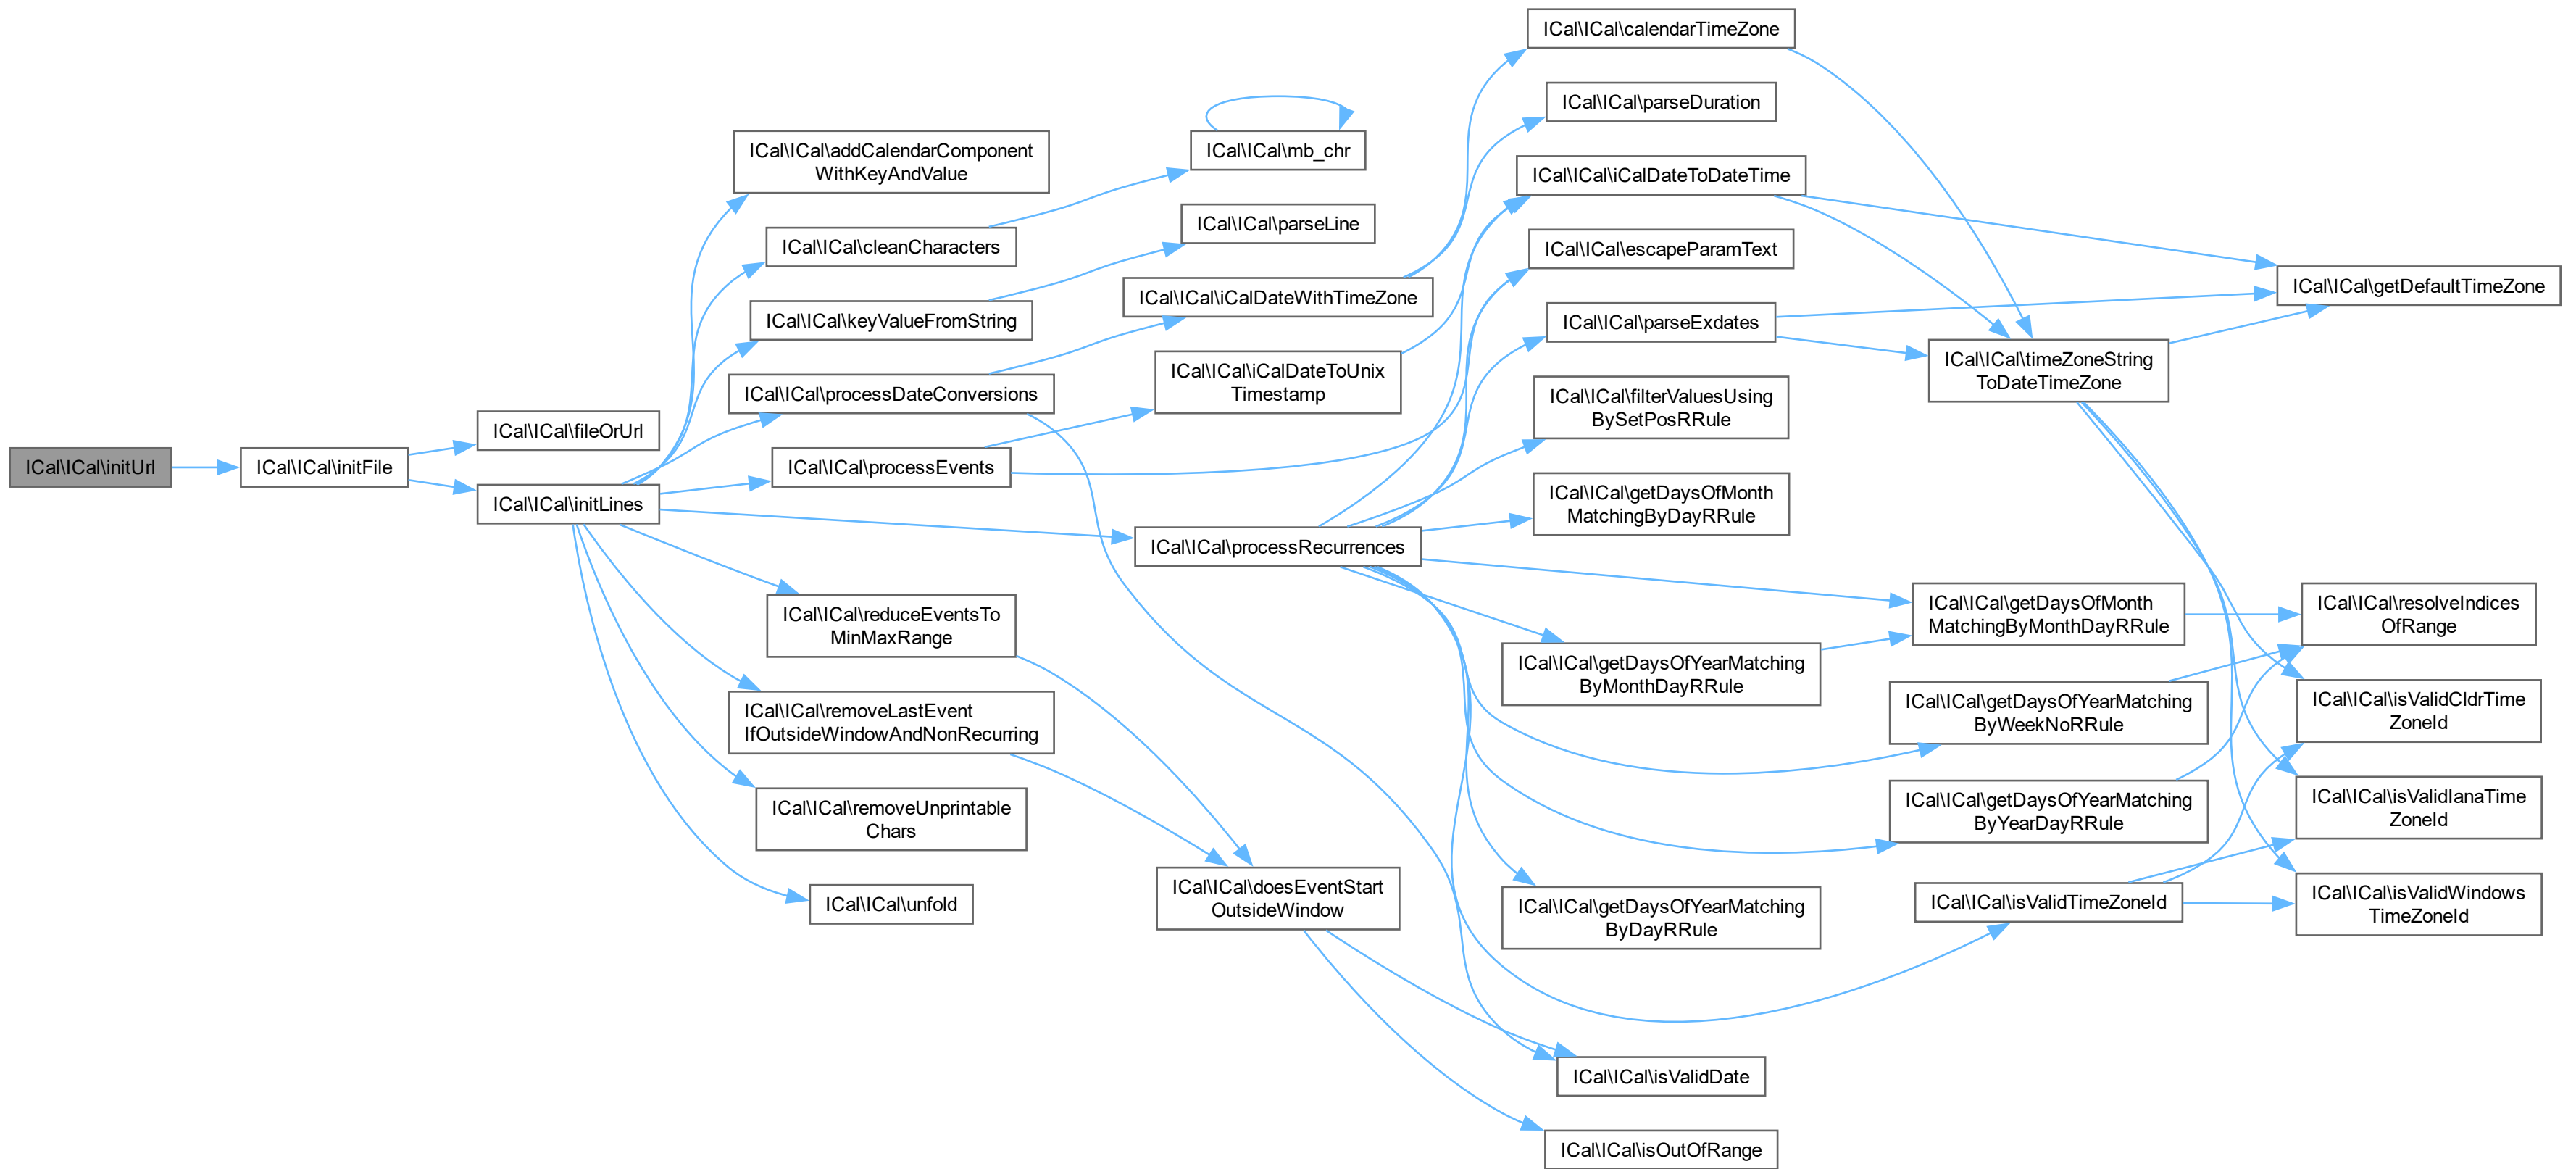 ICal\ICal\initUrl
ICal\ICal\initFile
ICal\ICal\fileOrUrl
ICal\ICal\initLines
ICal\ICal\addCalendarComponent
WithKeyAndValue
ICal\ICal\cleanCharacters
ICal\ICal\keyValueFromString
ICal\ICal\processDateConversions
ICal\ICal\processEvents
ICal\ICal\reduceEventsTo
MinMaxRange
ICal\ICal\removeLastEvent
IfOutsideWindowAndNonRecurring
ICal\ICal\removeUnprintable
Chars
ICal\ICal\unfold
ICal\ICal\mb_chr
ICal\ICal\parseLine
ICal\ICal\iCalDateWithTimeZone
ICal\ICal\iCalDateToUnix
Timestamp
ICal\ICal\processRecurrences
ICal\ICal\doesEventStart
OutsideWindow
ICal\ICal\calendarTimeZone
ICal\ICal\parseDuration
ICal\ICal\iCalDateToDateTime
ICal\ICal\escapeParamText
ICal\ICal\parseExdates
ICal\ICal\filterValuesUsing
BySetPosRRule
ICal\ICal\getDaysOfMonth
MatchingByDayRRule
ICal\ICal\getDaysOfYearMatching
ByMonthDayRRule
ICal\ICal\getDaysOfYearMatching
ByDayRRule
ICal\ICal\isValidDate
ICal\ICal\isOutOfRange
ICal\ICal\timeZoneString
ToDateTimeZone
ICal\ICal\getDaysOfMonth
MatchingByMonthDayRRule
ICal\ICal\getDaysOfYearMatching
ByWeekNoRRule
ICal\ICal\getDaysOfYearMatching
ByYearDayRRule
ICal\ICal\isValidTimeZoneId
ICal\ICal\getDefaultTimeZone
ICal\ICal\resolveIndices
OfRange
ICal\ICal\isValidCldrTime
ZoneId
ICal\ICal\isValidIanaTime
ZoneId
ICal\ICal\isValidWindows
TimeZoneId